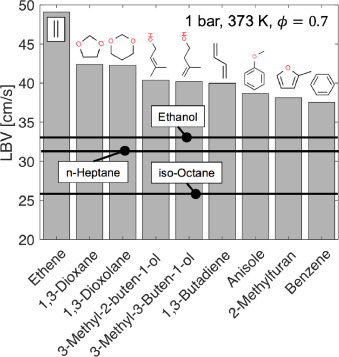 1 bar, 373 K, ϕ = 0.7
50
45
40
35
30
25
20
LBV [cm/s]
O
O
O
O
HO
HO
O
O
Ethanol
n-Heptane
iso-Octane
Ethene
1,3-Dioxane
1,3-Dioxolane
3-Methyl-2-buten-1-ol
3-Methyl-3-Buten-1-ol
1,3-Butadiene
Anisole
2-Methylfuran
Benzene